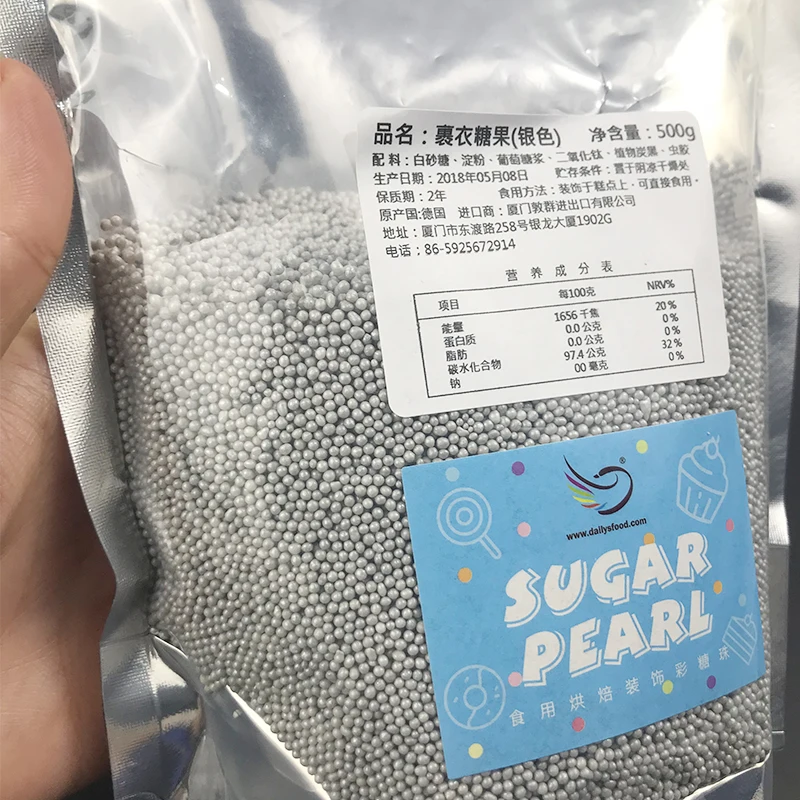 品名：裹衣糖果(银色) 净含量：500g
配料：白砂糖、淀粉、葡萄糖浆、二氧化钛、植物炭黑、虫胶
生产日期：2018年05月08日 贮存条件：置于阴凉干燥处
保质期：2年 食用方法：装饰于糕点上，可直接食用。
原产国:德国 进口商：厦门敦群进出口有限公司
地址：厦门市东渡路258号银龙大厦1902G
电话；86-5925672914
营养成分表
项目 每100克 NRV%
能量 1656 千焦 20 %
蛋白质 0.0 公克 0 %
脂肪 0.0 公克 0 %
碳水化合物 97.4 公克 32 %
钠 00 毫克 0 %
®
www.dallysfood.com
SUGAR
PEARL
食用烘焙装饰彩糖珠